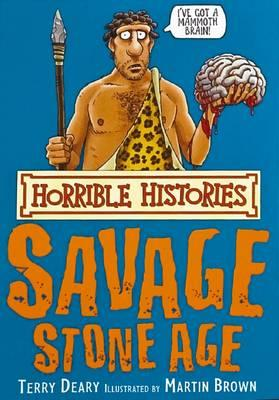 I'VE GOT A
MAMMOTH
BRAIN!
HORRIBLE HISTORIES
SAVAGE
STONE AGE
TERRY DEARY ILLUSTRATED BY MARTIN BROWN